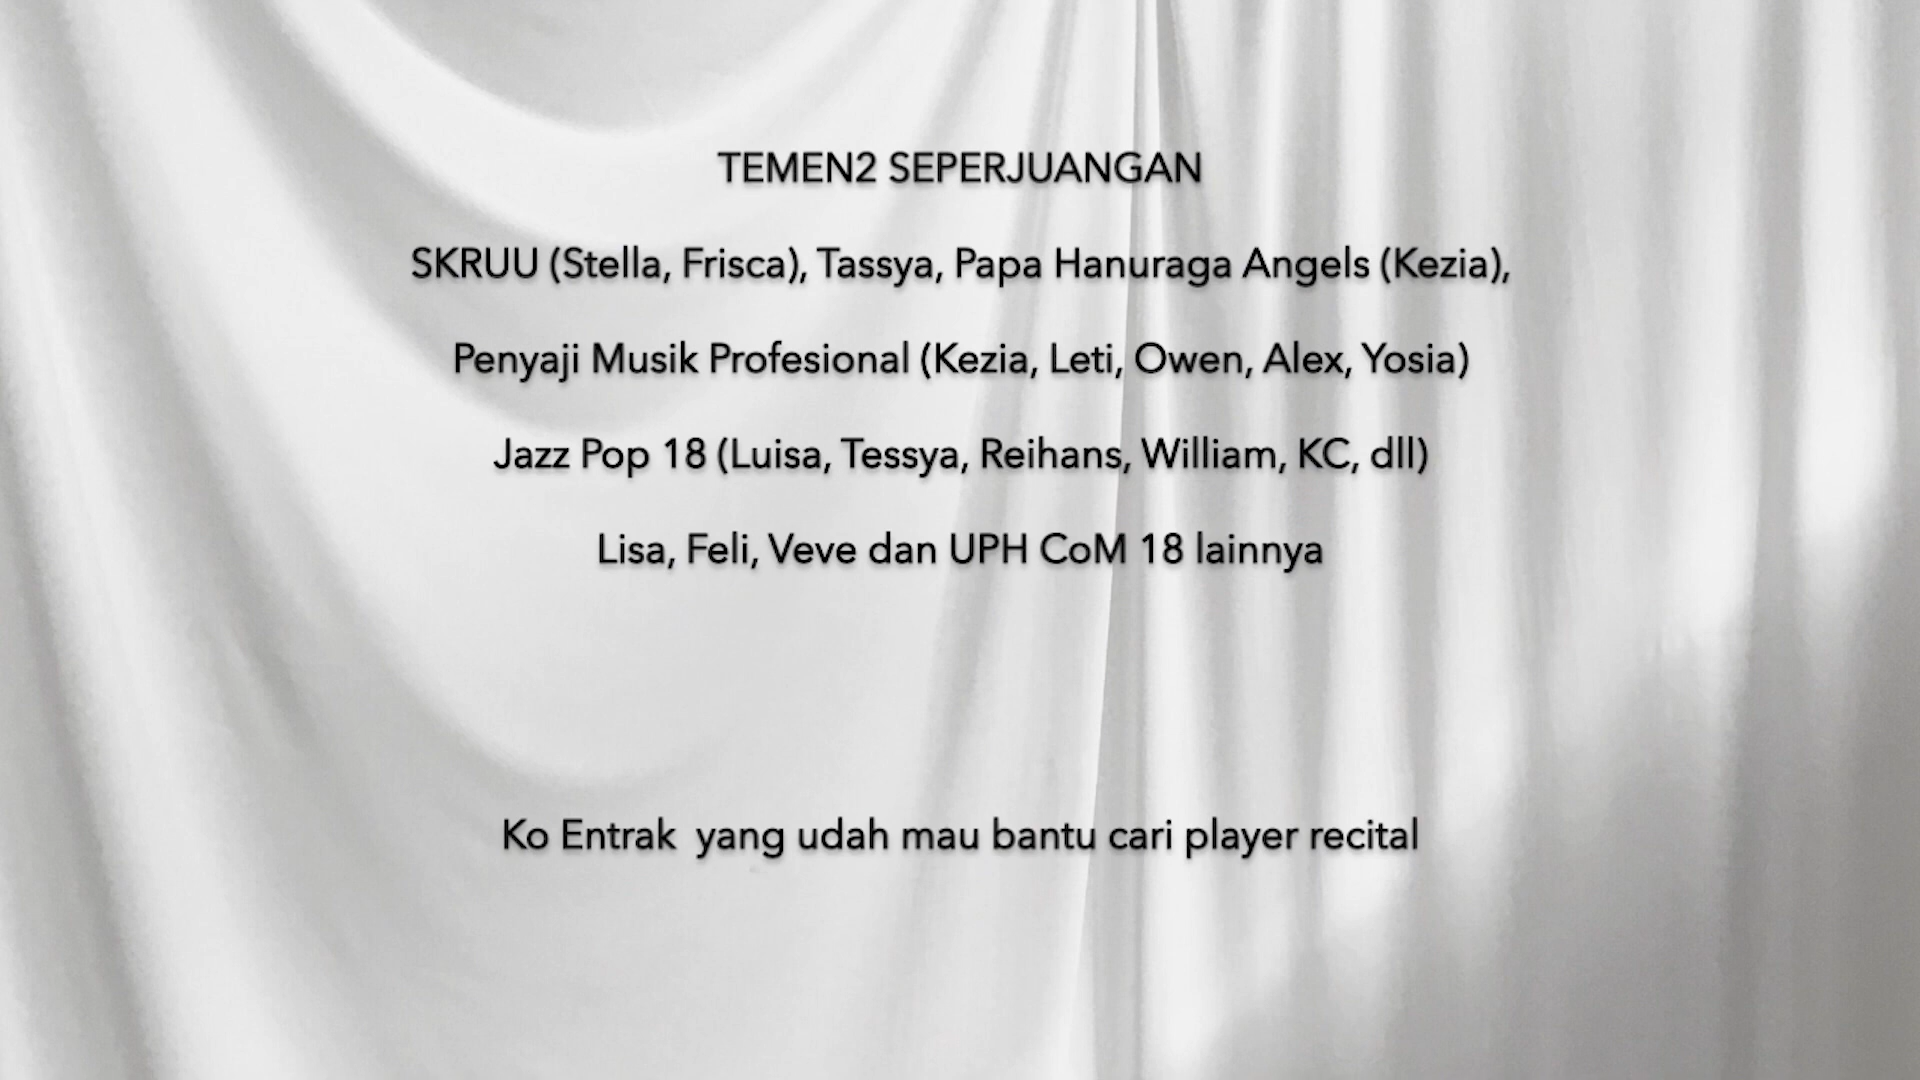 TEMEN2 SEPERJUANGAN
SKRUU (Stella, Frisca), Tassya, Papa Hanuraga Angels (Kezia),
Penyaji Musik Profesional (Kezia, Leti, Owen, Alex, Yosia)
Jazz Pop 18 (Luisa, Tessya, Reihans, William, KC, dll)
Lisa, Feli, Veve dan UPH CoM 18 lainnya
Ko Entrak  yang udah mau bantu cari player recital